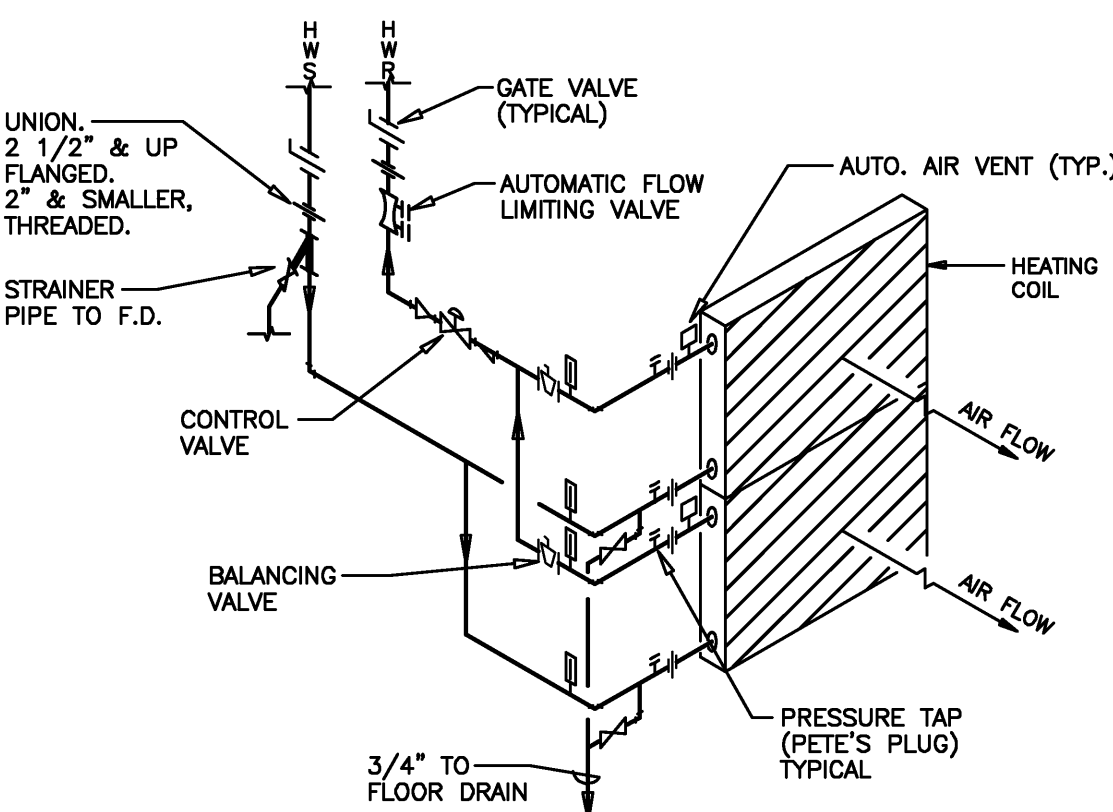 H
W
S
H
W
R
GATE VALVE
(TYPICAL)
UNION.
2 1/2" & UP
FLANGED.
2" & SMALLER,
THREADED.
AUTO. AIR VENT (TYP.)
AUTOMATIC FLOW
LIMITING VALVE
HEATING
COIL
STRAINER
PIPE TO F.D.
CONTROL
VALVE
AIR FLOW
BALANCING
VALVE
AIR FLOW
PRESSURE TAP
(PETE'S PLUG)
TYPICAL
3/4" TO
FLOOR DRAIN